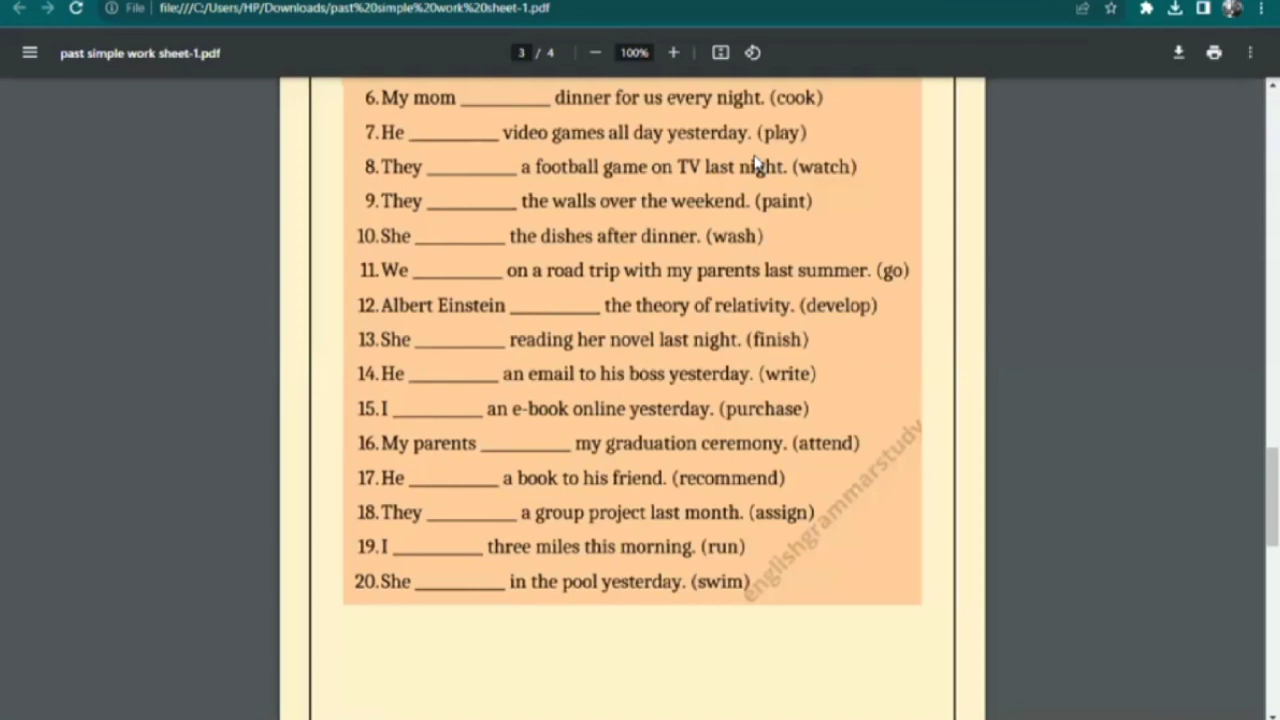 File file:///C:/Users/HP/Downloads/past%20simple%20work%20sheet-1.pdf
past simple work sheet-1.pdf 3 / 4 100%
6. My mom _________ dinner for us every night. (cook)
7. He _________ video games all day yesterday. (play)
8. They _________ a football game on TV last night. (watch)
9. They _________ the walls over the weekend. (paint)
10. She _________ the dishes after dinner. (wash)
11. We _________ on a road trip with my parents last summer. (go)
12. Albert Einstein _________ the theory of relativity. (develop)
13. She _________ reading her novel last night. (finish)
14. He _________ an email to his boss yesterday. (write)
15. I _________ an e-book online yesterday. (purchase)
16. My parents _________ my graduation ceremony. (attend)
17. He _________ a book to his friend. (recommend)
18. They _________ a group project last month. (assign)
19. I _________ three miles this morning. (run)
20. She _________ in the pool yesterday. (swim)
englishgrammarstudy